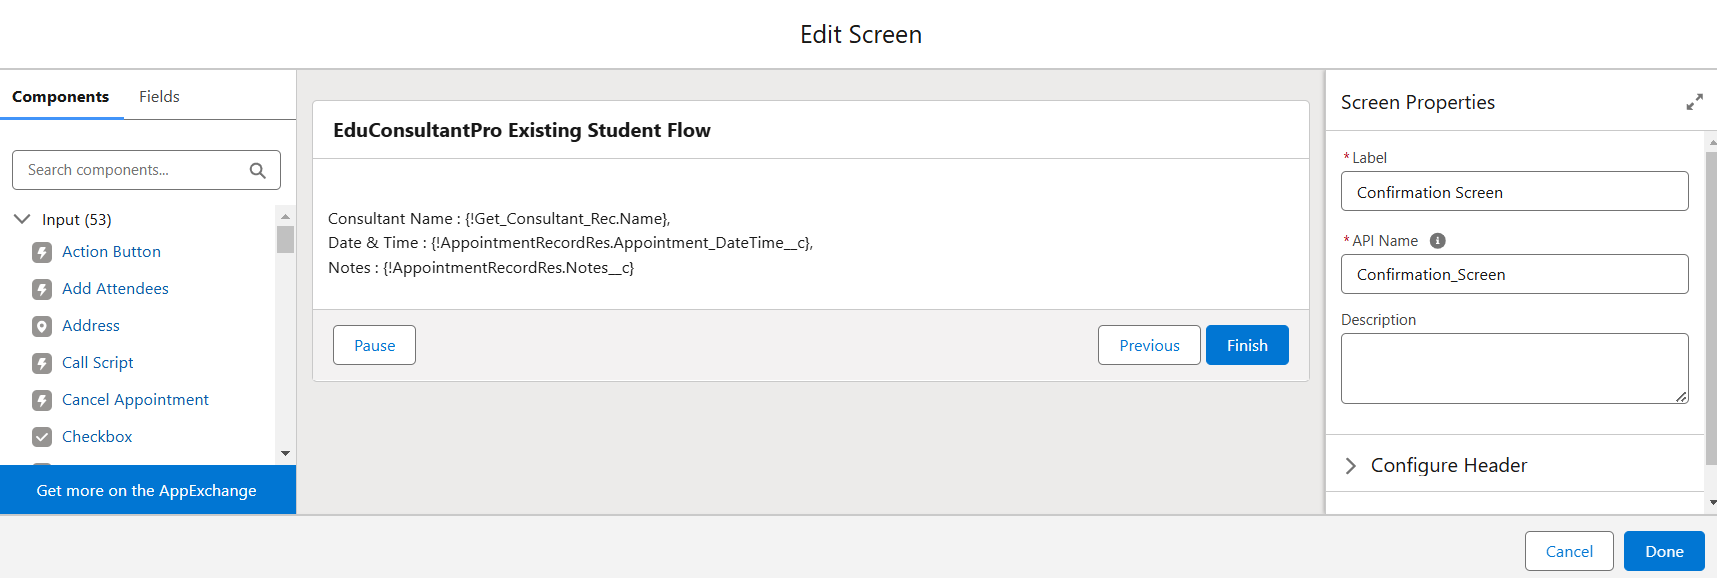 Edit Screen
Components Fields
Search components...
Input (53)
Action Button
Add Attendees
Address
Call Script
Cancel Appointment
Checkbox
Get more on the AppExchange
EduConsultantPro Existing Student Flow
Consultant Name : {!Get_Consultant_Rec.Name},
Date & Time : {!AppointmentRecordRes.Appointment_DateTime__c},
Notes : {!AppointmentRecordRes.Notes__c}
Pause Previous Finish
Screen Properties
*Label
Confirmation Screen
*API Name
Confirmation_Screen
Description
Configure Header
Cancel Done